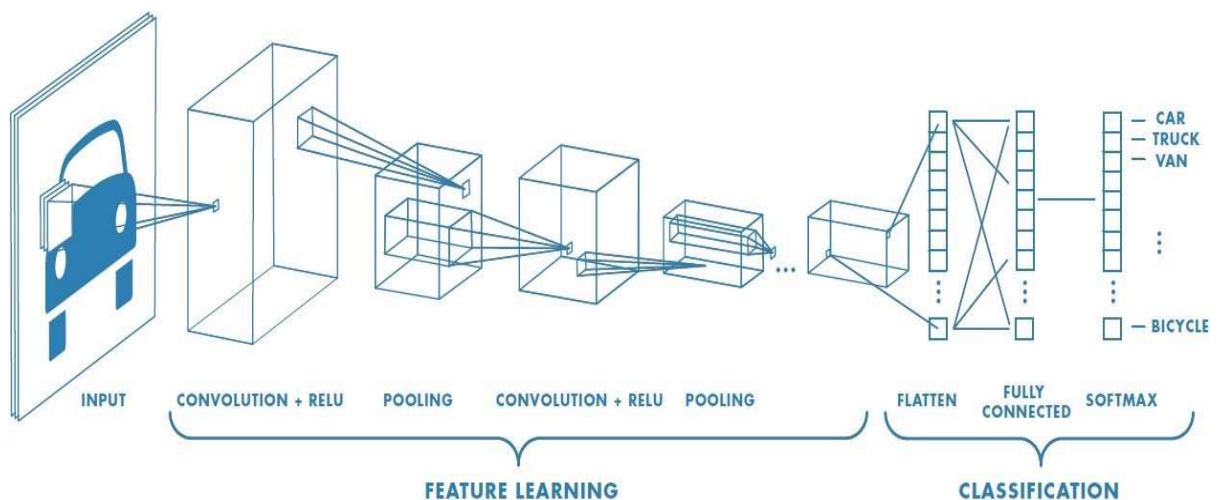 CAR
TRUCK
VAN
BICYCLE
INPUT
CONVOLUTION + RELU
POOLING
CONVOLUTION + RELU
POOLING
FLATTEN
FULLY
CONNECTED
SOFTMAX
FEATURE LEARNING
CLASSIFICATION